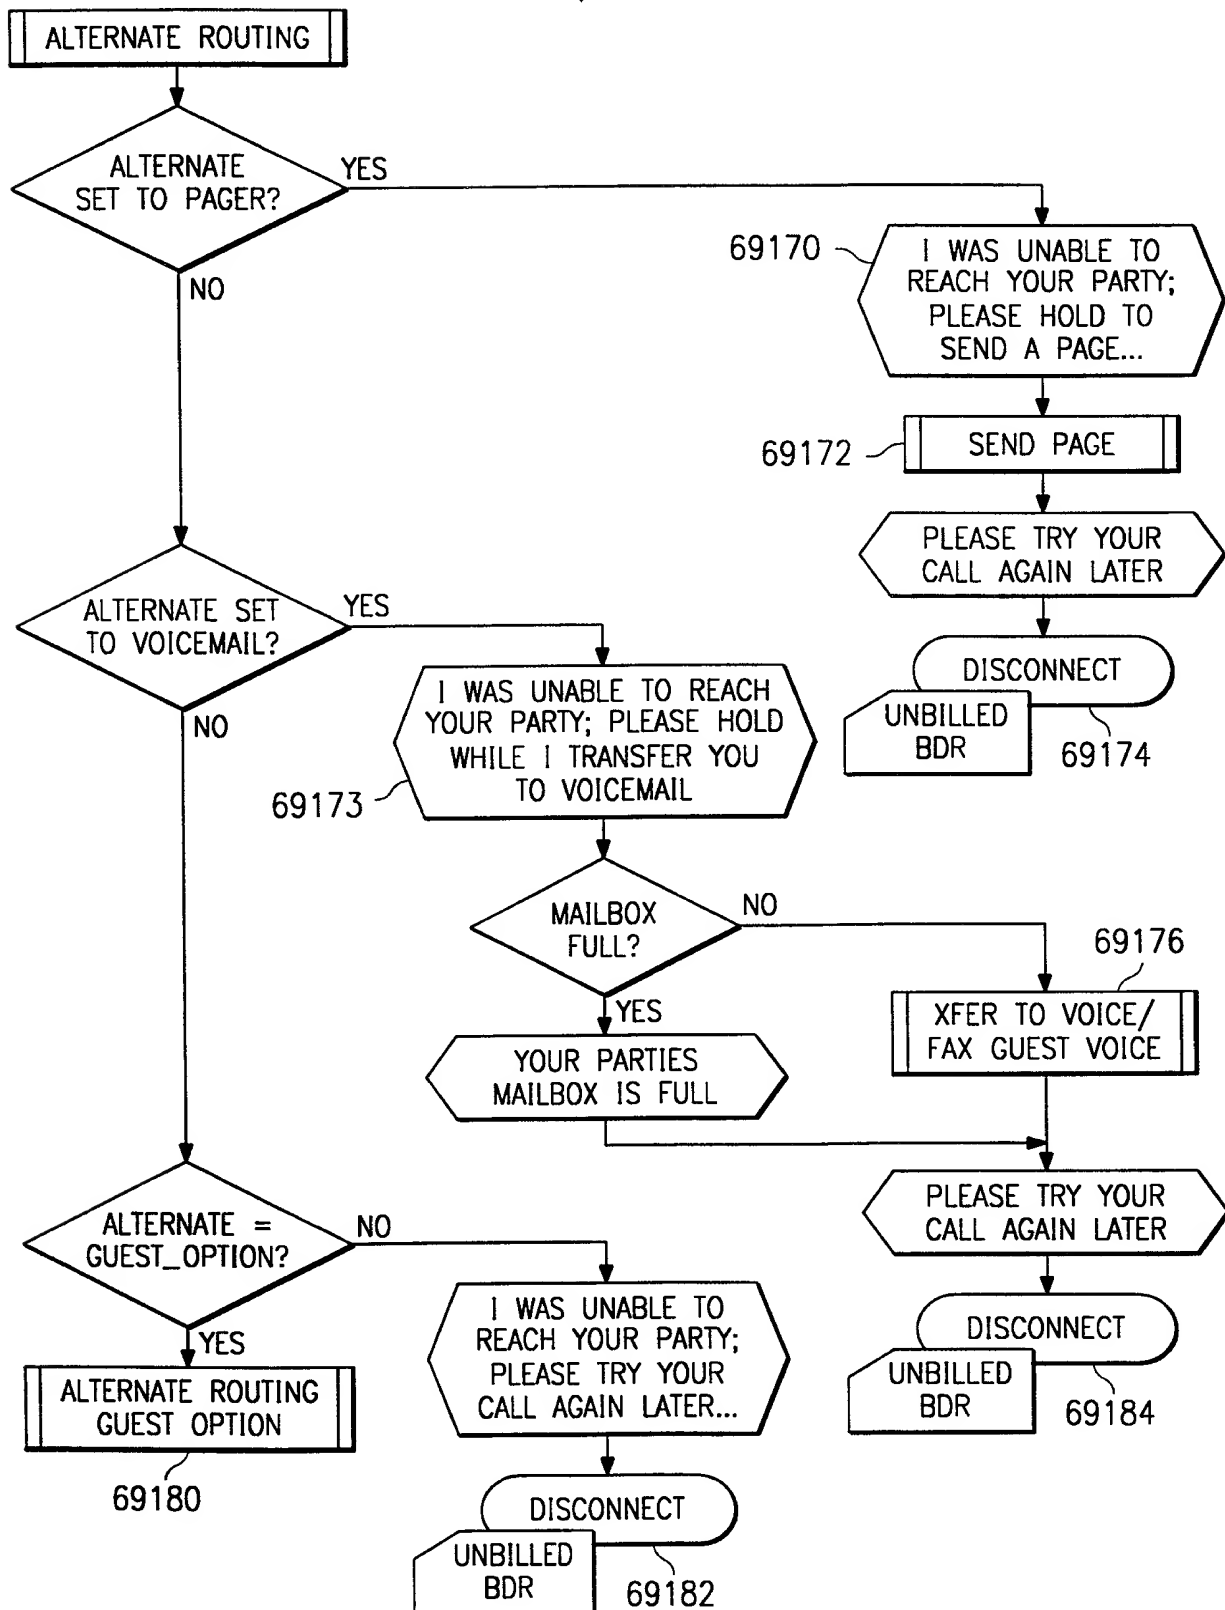 ALTERNATE ROUTING
ALTERNATE
SET TO PAGER?
YES
NO
69170
I WAS UNABLE TO
REACH YOUR PARTY;
PLEASE HOLD TO
SEND A PAGE...
69172
SEND PAGE
PLEASE TRY YOUR
CALL AGAIN LATER
DISCONNECT
UNBILLED
BDR
69174
ALTERNATE SET
TO VOICEMAIL?
YES
NO
I WAS UNABLE TO REACH
YOUR PARTY; PLEASE HOLD
WHILE I TRANSFER YOU
TO VOICEMAIL
69173
MAILBOX
FULL?
NO
YES
69176
XFER TO VOICE/
FAX GUEST VOICE
YOUR PARTIES
MAILBOX IS FULL
PLEASE TRY YOUR
CALL AGAIN LATER
DISCONNECT
UNBILLED
BDR
69184
ALTERNATE =
GUEST_OPTION?
NO
YES
ALTERNATE ROUTING
GUEST OPTION
69180
I WAS UNABLE TO
REACH YOUR PARTY;
PLEASE TRY YOUR
CALL AGAIN LATER...
DISCONNECT
UNBILLED
BDR
69182